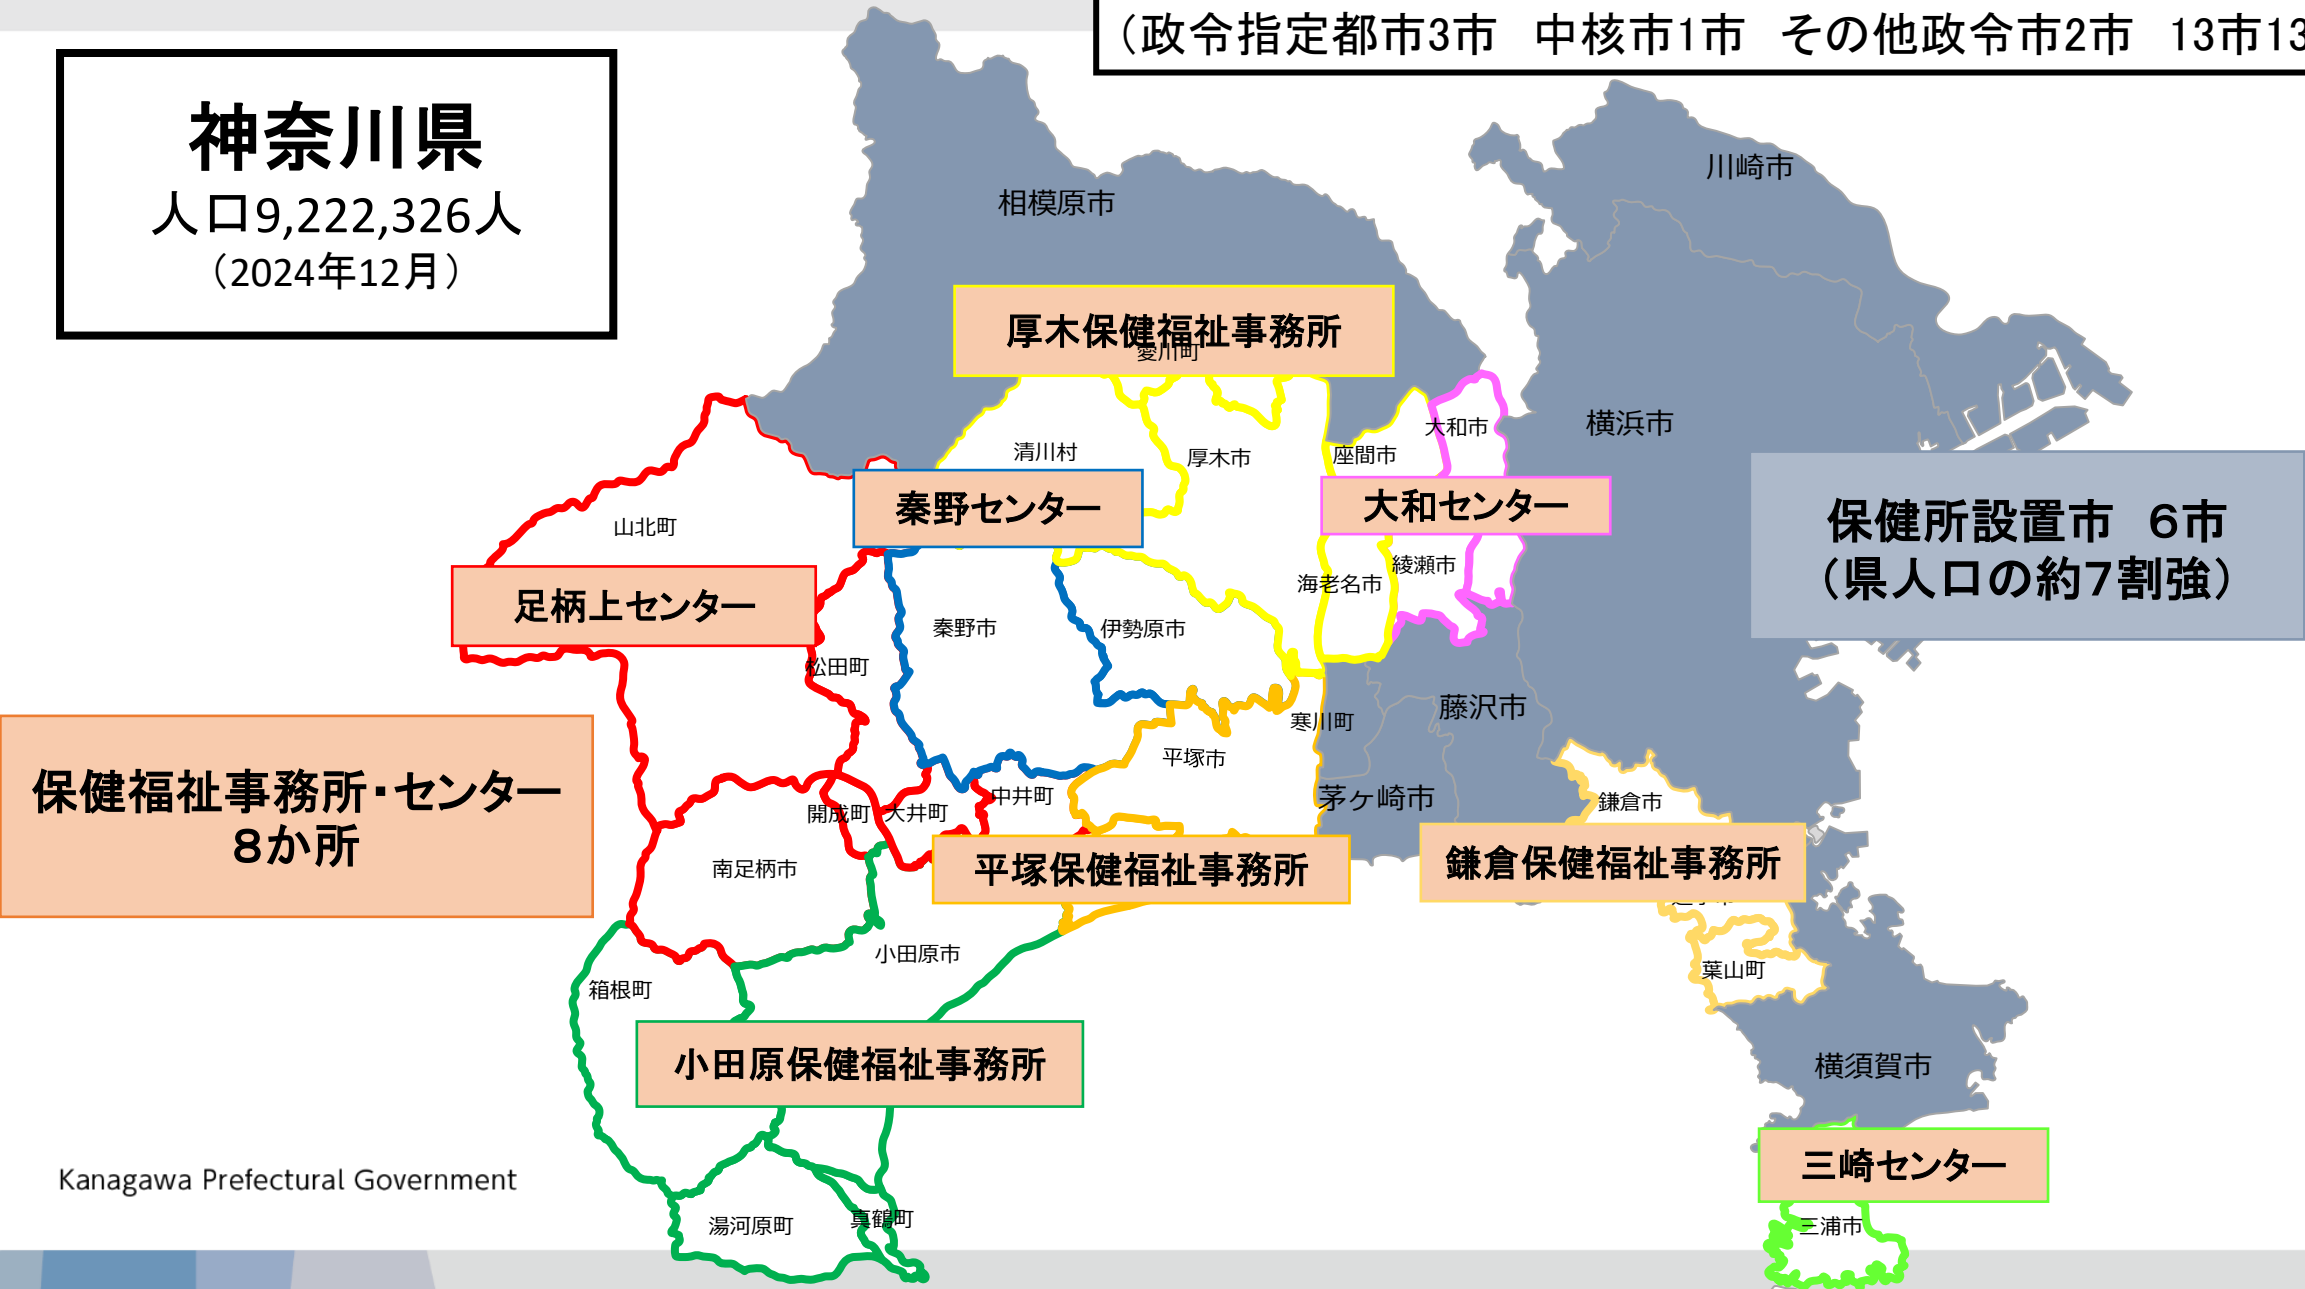 (政令指定都市3市　中核市1市　その他政令市2市　13市13
神奈川県
人口9,222,326人
（2024年12月）
川崎市
相模原市
厚木保健福祉事務所
愛川町
横浜市
大和市
清川村
厚木市
座間市
秦野センター
大和センター
保健所設置市　６市
（県人口の約７割強）
山北町
綾瀬市
海老名市
足柄上センター
秦野市
伊勢原市
松田町
藤沢市
寒川町
平塚市
保健福祉事務所・センター
８か所
中井町
茅ヶ崎市
鎌倉市
開成町
大井町
南足柄市
平塚保健福祉事務所
鎌倉保健福祉事務所
小田原市
葉山町
箱根町
小田原保健福祉事務所
横須賀市
三崎センター
Kanagawa Prefectural Government
湯河原町
真鶴町
三浦市